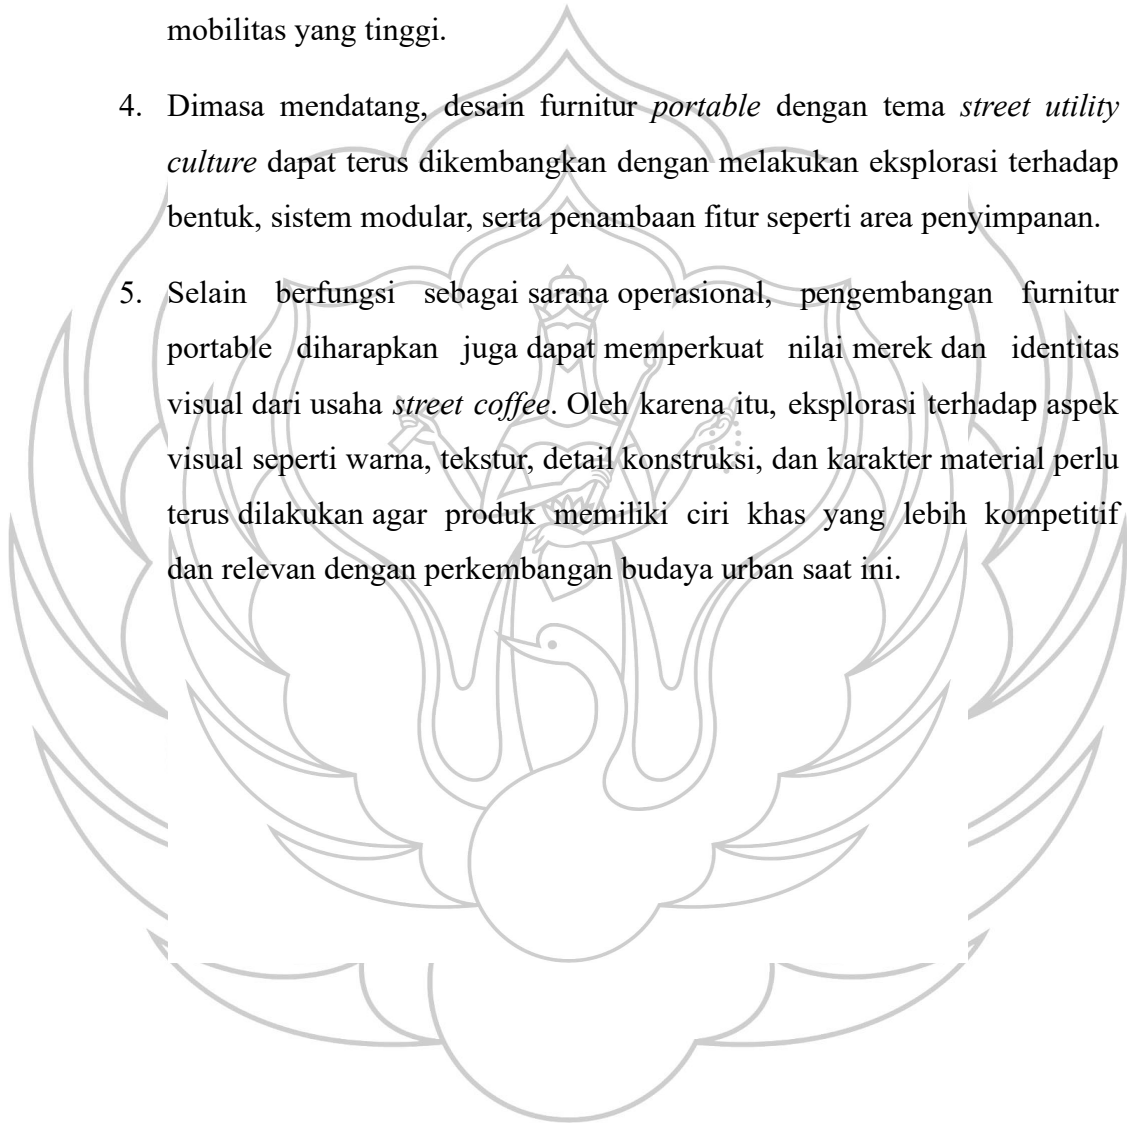 mobilitas yang tinggi.
4. Dimasa mendatang, desain furnitur portable dengan tema street utility
culture dapat terus dikembangkan dengan melakukan eksplorasi terhadap
bentuk, sistem modular, serta penambaan fitur seperti area penyimpanan.
5. Selain berfungsi sebagai sarana operasional, pengembangan furnitur
portable diharapkan juga dapat memperkuat nilai merek dan identitas
visual dari usaha street coffee. Oleh karena itu, eksplorasi terhadap aspek
visual seperti warna, tekstur, detail konstruksi, dan karakter material perlu
terus dilakukan agar produk memiliki ciri khas yang lebih kompetitif
dan relevan dengan perkembangan budaya urban saat ini.